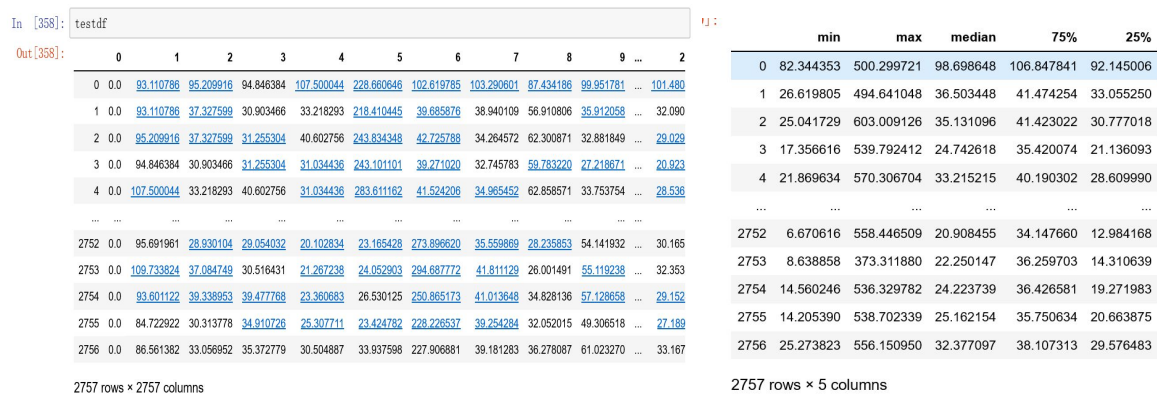 In [358]: testdf
Out[358]:
0 1 2 3 4 5 6 7 8 9 ... 2
0 0.0 93.110786 95.209916 94.846384 107.500044 228.660646 102.619785 103.290601 87.434186 99.951781 ... 101.480
1 0.0 93.110786 37.327599 30.903466 33.218293 218.410445 39.685876 38.940109 56.910806 35.912058 ... 32.090
2 0.0 95.209916 37.327599 31.255304 40.602756 243.834348 42.725788 34.264572 62.300871 32.881849 ... 29.029
3 0.0 94.846384 30.903466 31.255304 31.034436 243.101101 39.271020 32.745783 59.783220 27.218671 ... 20.923
4 0.0 107.500044 33.218293 40.602756 31.034436 283.611162 41.524206 34.965452 62.858571 33.753754 ... 28.536
... ... ... ... ... ... ... ... ... ... ...
2752 0.0 95.691961 28.930104 29.054032 20.102834 23.165428 273.896620 35.559869 28.235853 54.141932 ... 30.165
2753 0.0 109.733824 37.084749 30.516431 21.267238 24.052903 294.687772 41.811129 26.001491 55.119238 ... 32.353
2754 0.0 93.601122 39.338953 39.477768 23.360683 26.530125 250.865173 41.013648 34.828136 57.128658 ... 29.152
2755 0.0 84.722922 30.313778 34.910726 25.307711 23.424782 228.226537 39.254284 32.052015 49.306518 ... 27.189
2756 0.0 86.561382 33.056952 35.372779 30.504887 33.937598 227.906881 39.181283 36.278087 61.023270 ... 33.167
2757 rows × 2757 columns
]:
min max median 75% 25%
0 82.344353 500.299721 98.698648 106.847841 92.145006
1 26.619805 494.641048 36.503448 41.474254 33.055250
2 25.041729 603.009126 35.131096 41.423022 30.777018
3 17.356616 539.792412 24.742618 35.420074 21.136093
4 21.869634 570.306704 33.215215 40.190302 28.609990
... ... ... ... ... ...
2752 6.670616 558.446509 20.908455 34.147660 12.984168
2753 8.638858 373.311880 22.250147 36.259703 14.310639
2754 14.560246 536.329782 24.223739 36.426581 19.271983
2755 14.205390 538.702339 25.162154 35.750634 20.663875
2756 25.273823 556.150950 32.377097 38.107313 29.576483
2757 rows × 5 columns